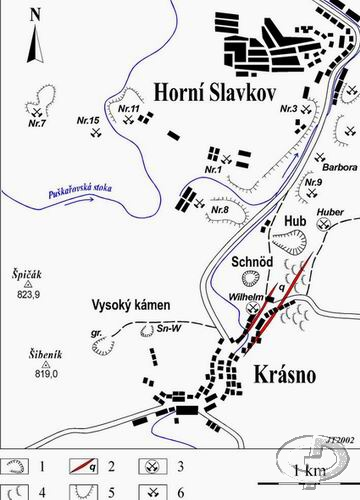 N
Horní Slavkov
Nr.7
Nr.15
Nr.11
Nr.3
Nr.1
Barbora
Puškařovská stoka
Nr.9
Nr.8
Huber
Hub
Špičák
823,9
Schnöd
q
Wilhelm
Vysoký kámen
gr.
Sn-W
Šibeník
819,0
Krásno
JT2002
1
q
2
3
1 km
4
5
6